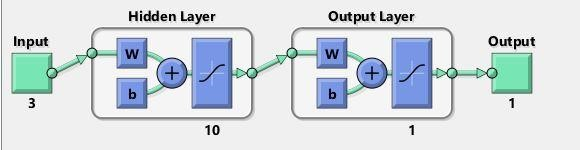 Hidden Layer
Output Layer
Input
Output
W
W
+
+
b
b
3
1
10
1